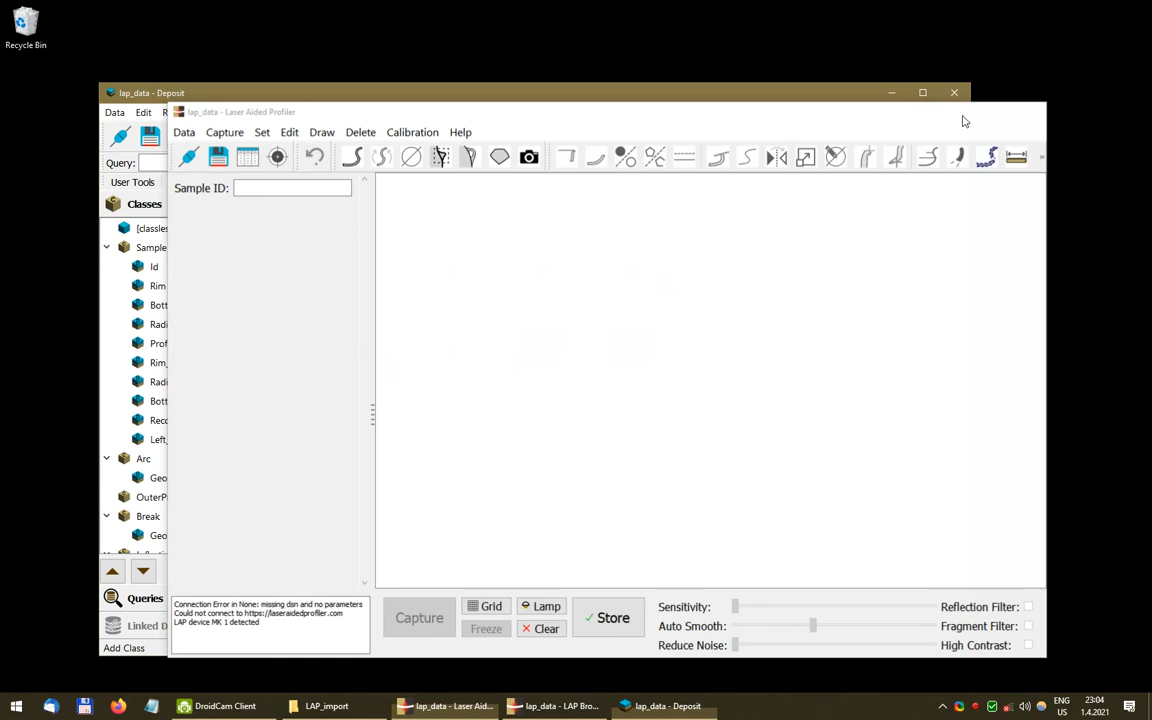 Recycle Bin
lap_data - Deposit
Data Edit
Query:
User Tools
Classes
Sample
Id
Rim
Arc
Break
Queries
Add Class
lap_data - Laser Aided Profiler
Data Capture Set Edit Draw Delete Calibration Help
Sample ID:
Connection Error in None: missing dsn and no parameters
Could not connect to https://laseraidedprofiler.com
LAP device MK 1 detected
Capture
Grid
Freeze
Lamp
Clear
Store
Sensitivity:
Auto Smooth:
Reduce Noise:
Reflection Filter:
Fragment Filter:
High Contrast:
DroidCam Client
LAP_import
lap_data - Laser Aid...
lap_data - LAP Bro...
lap_data - Deposit
ENG
US
23:04
1.4.2021